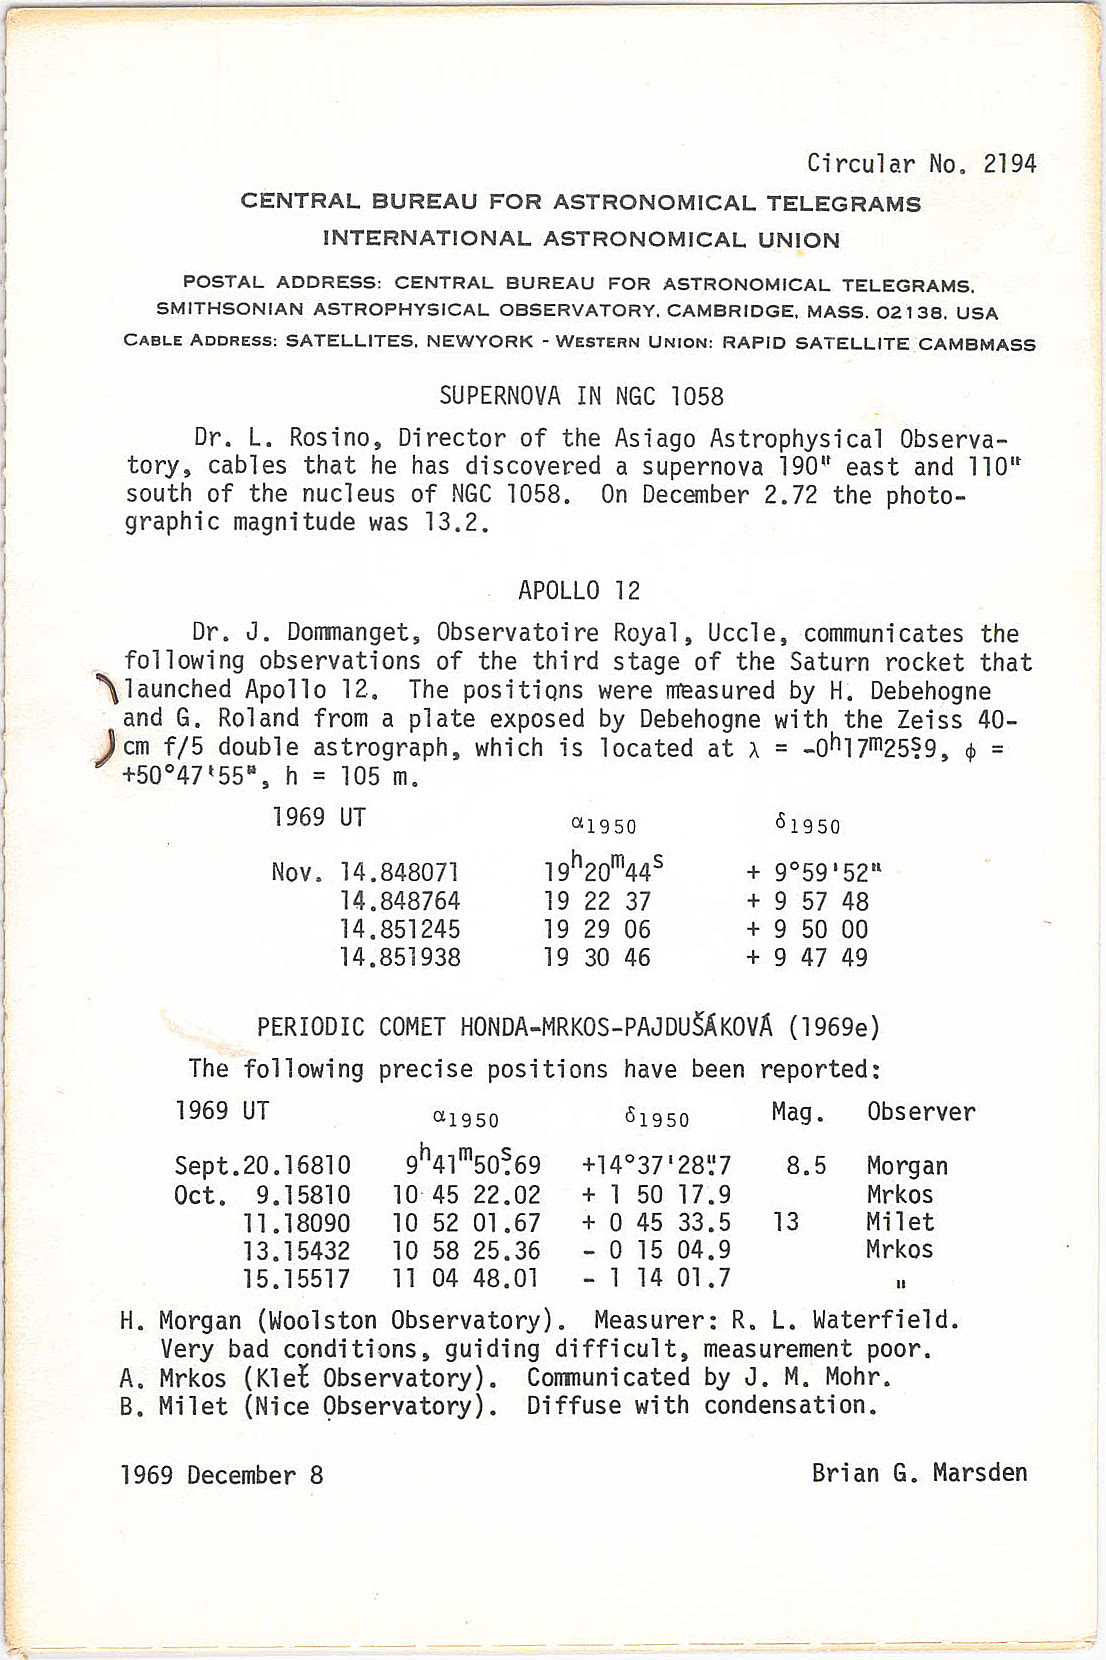 Circular No. 2194
CENTRAL BUREAU FOR ASTRONOMICAL TELEGRAMS
INTERNATIONAL ASTRONOMICAL UNION
POSTAL ADDRESS: CENTRAL BUREAU FOR ASTRONOMICAL TELEGRAMS,
SMITHSONIAN ASTROPHYSICAL OBSERVATORY, CAMBRIDGE, MASS. 02138, USA
CABLE ADDRESS: SATELLITES, NEWYORK - WESTERN UNION: RAPID SATELLITE CAMBMASS
SUPERNOVA IN NGC 1058
Dr. L. Rosino, Director of the Asiago Astrophysical Observa-
tory, cables that he has discovered a supernova 190" east and 110"
south of the nucleus of NGC 1058. On December 2.72 the photo-
graphic magnitude was 13.2.
APOLLO 12
Dr. J. Dommanget, Observatoire Royal, Uccle, communicates the
following observations of the third stage of the Saturn rocket that
launched Apollo 12. The positions were measured by H. Debehogne
and G. Roland from a plate exposed by Debehogne with the Zeiss 40-
cm f/5 double astrograph, which is located at λ = -0ʰ17ᵐ25ˢ.9, φ =
+50°47'55", h = 105 m.
1969 UT α1950 δ1950
Nov. 14.848071 19ʰ20ᵐ44ˢ + 9°59'52"
14.848764 19 22 37 + 9 57 48
14.851245 19 29 06 + 9 50 00
14.851938 19 30 46 + 9 47 49
PERIODIC COMET HONDA-MRKOS-PAJDUŠÁKOVÁ (1969e)
The following precise positions have been reported:
1969 UT α1950 δ1950 Mag. Observer
Sept.20.16810 9ʰ41ᵐ50ˢ.69 +14°37'28".7 8.5 Morgan
Oct. 9.15810 10 45 22.02 + 1 50 17.9 Mrkos
11.18090 10 52 01.67 + 0 45 33.5 13 Milet
13.15432 10 58 25.36 - 0 15 04.9 Mrkos
15.15517 11 04 48.01 - 1 14 01.7 "
H. Morgan (Woolston Observatory). Measurer: R. L. Waterfield.
Very bad conditions, guiding difficult, measurement poor.
A. Mrkos (Kleť Observatory). Communicated by J. M. Mohr.
B. Milet (Nice Observatory). Diffuse with condensation.
1969 December 8 Brian G. Marsden